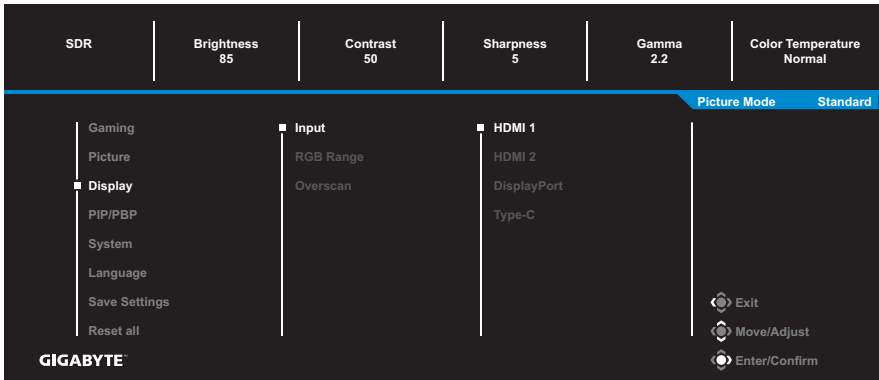 SDR
Brightness
85
Contrast
50
Sharpness
5
Gamma
2.2
Color Temperature
Normal
Picture Mode Standard
Gaming
Picture
Display
PIP/PBP
System
Language
Save Settings
Reset all
Input
RGB Range
Overscan
HDMI 1
HDMI 2
DisplayPort
Type-C
Exit
Move/Adjust
Enter/Confirm
GIGABYTE™